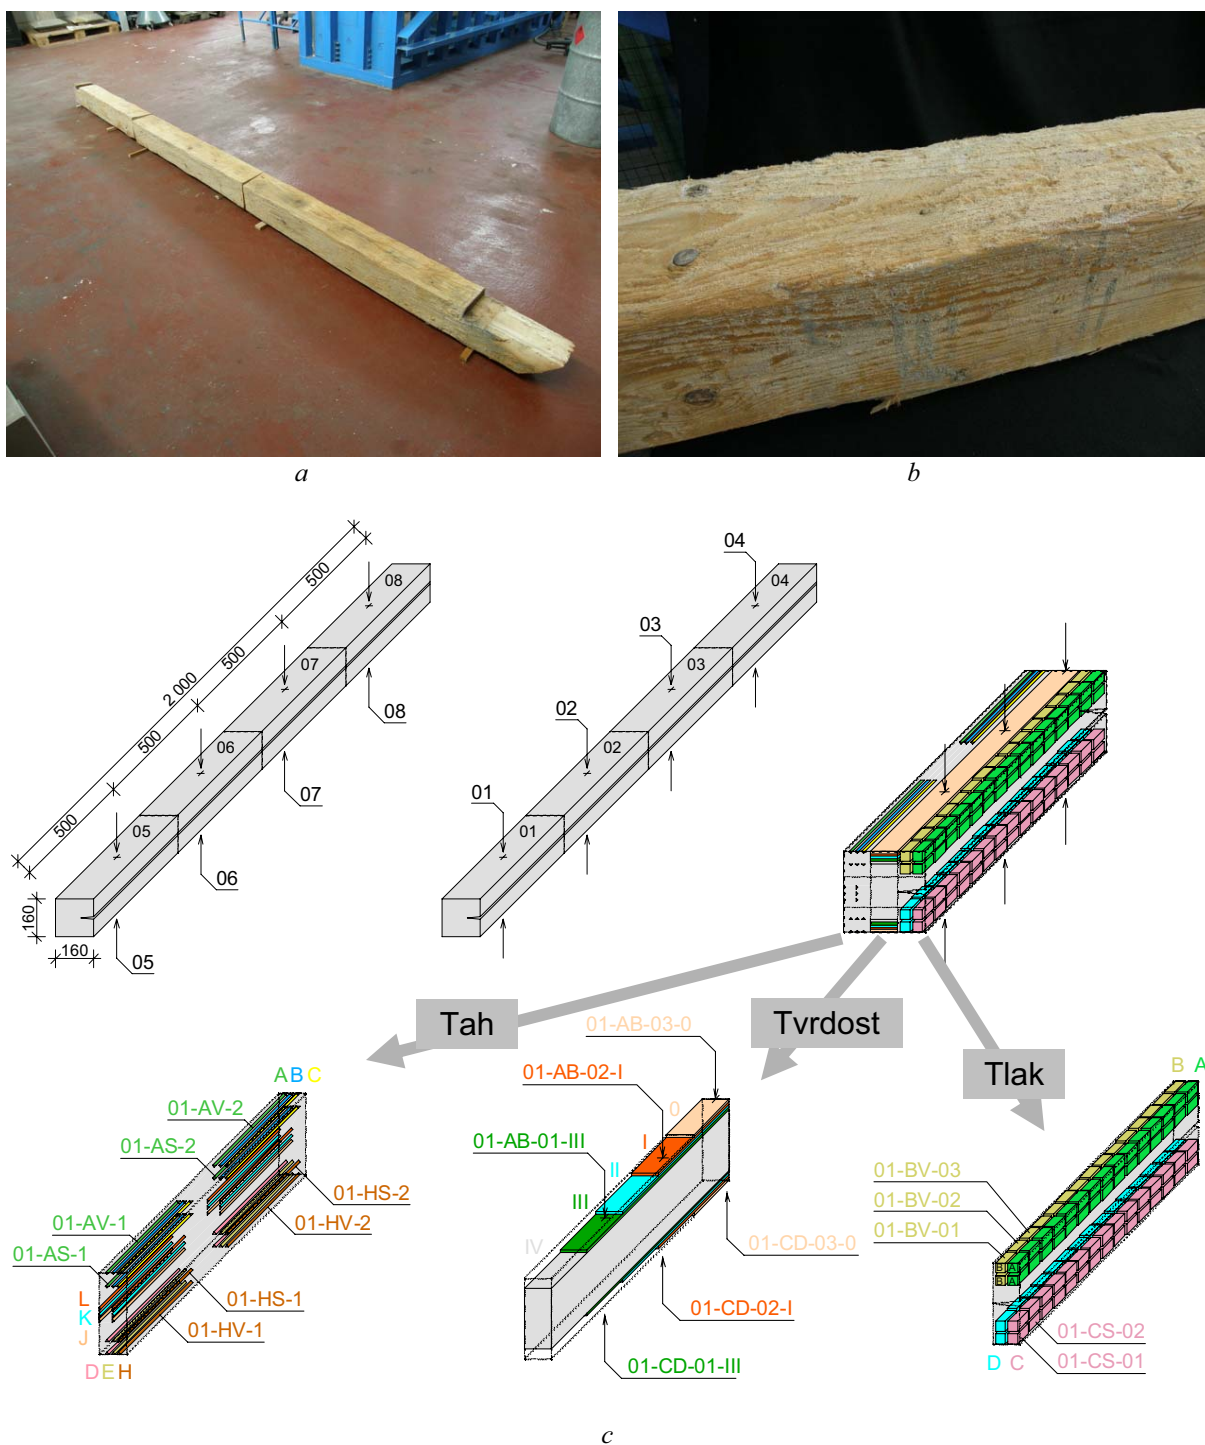 a
b
04
500
08
04
03
500
07
03
2 000
02
08
500
06
02
07
01
500
05
01
06
160
160
05
Tah
Tvrdost
Tlak
01-AB-03-0
A B C
B A
01-AB-02-I
01-AV-2
0
01-AB-01-III
I
01-AS-2
II
01-BV-03
01-HS-2
III
01-BV-02
01-AV-1
01-HV-2
01-BV-01
IV
01-CD-03-0
01-AS-1
B A
B A
L
01-HS-1
K
01-CD-02-I
J
01-HV-1
01-CS-02
D C
01-CS-01
D E H
01-CD-01-III
c